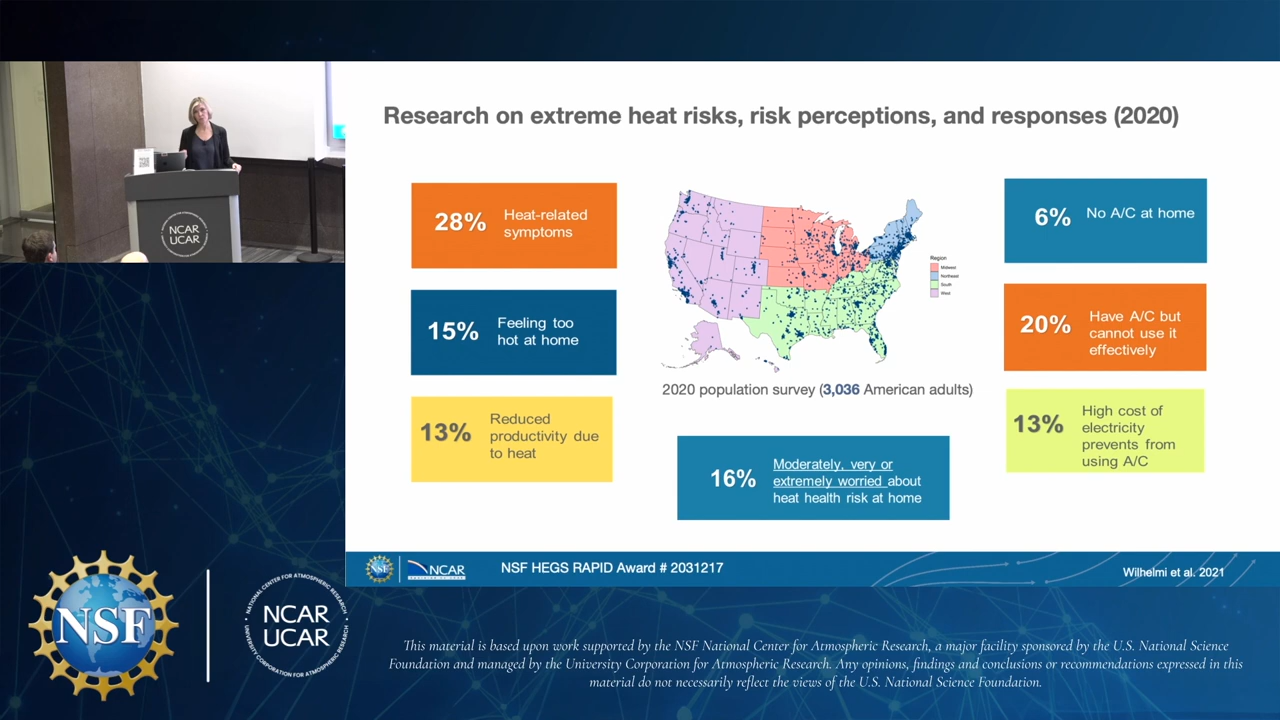 Research on extreme heat risks, risk perceptions, and responses (2020)
28%
Heat-related
symptoms
15%
Feeling too
hot at home
13%
Reduced
productivity due
to heat
Region
Midwest
Northeast
South
West
2020 population survey (3,036 American adults)
16%
Moderately, very or
extremely worried about
heat health risk at home
6%
No A/C at home
20%
Have A/C but
cannot use it
effectively
13%
High cost of
electricity
prevents from
using A/C
NCAR
UCAR
NSF
NCAR
NSF HEGS RAPID Award # 2031217
Wilhelmi et al. 2021
NSF
NATIONAL CENTER FOR ATMOSPHERIC RESEARCH
NCAR
UCAR
UNIVERSITY CORPORATION FOR ATMOSPHERIC RESEARCH
This material is based upon work supported by the NSF National Center for Atmospheric Research, a major facility sponsored by the U.S. National Science
Foundation and managed by the University Corporation for Atmospheric Research. Any opinions, findings and conclusions or recommendations expressed in this
material do not necessarily reflect the views of the U.S. National Science Foundation.